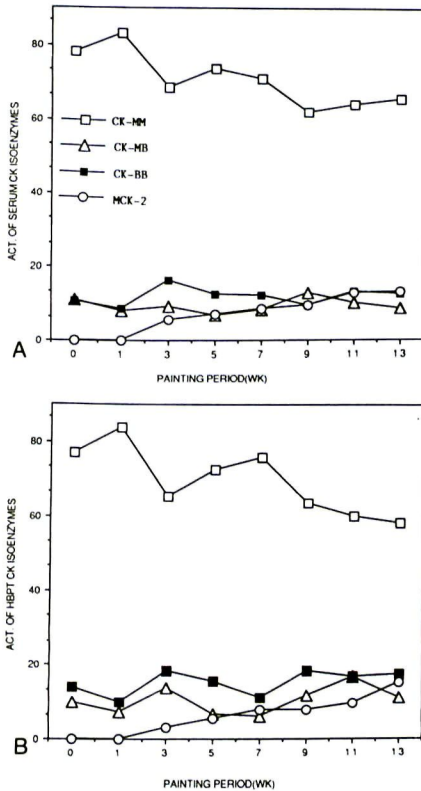 80
60
CK-MM
CK-MB
40
CK-BB
MCK-2
20
0
ACT. OF SERUM CK ISOENZYMES
A
0 1 3 5 7 9 11 13
PAINTING PERIOD(WK)
80
60
40
20
0
ACT OF HBPT CK ISOENZYMES
B
0 1 3 5 7 9 11 13
PAINTING PERIOD(WK)